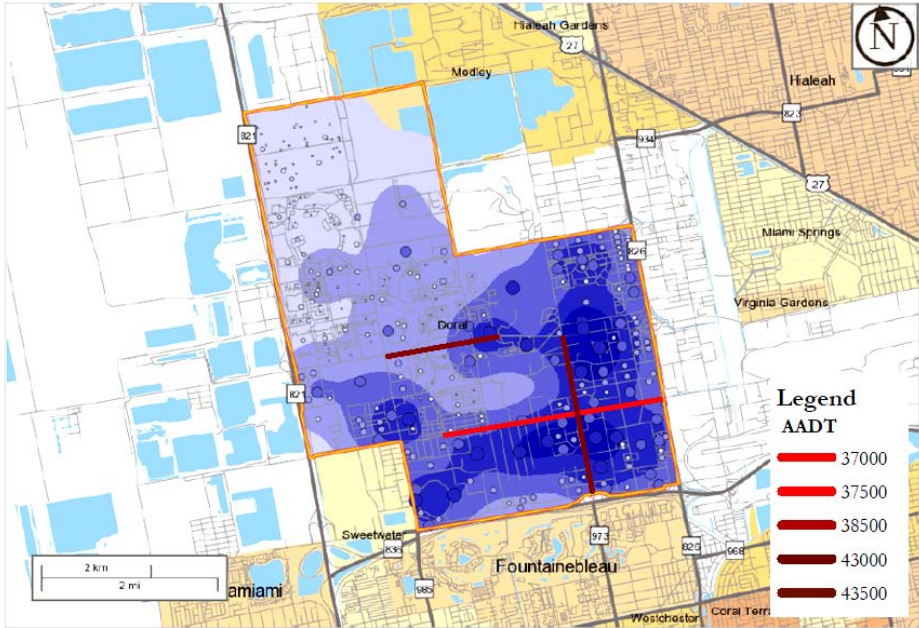 Hialeah Gardens
27
N
Medley
Hialeah
821
823
934
27
Miami Springs
826
Virginia Gardens
Doral
821
Legend
AADT
37000
37500
38500
43000
43500
Sweetwater
836
973
826
968
2 km
2 mi
amiami
985
Fountainebleau
Westchester
Coral Terra